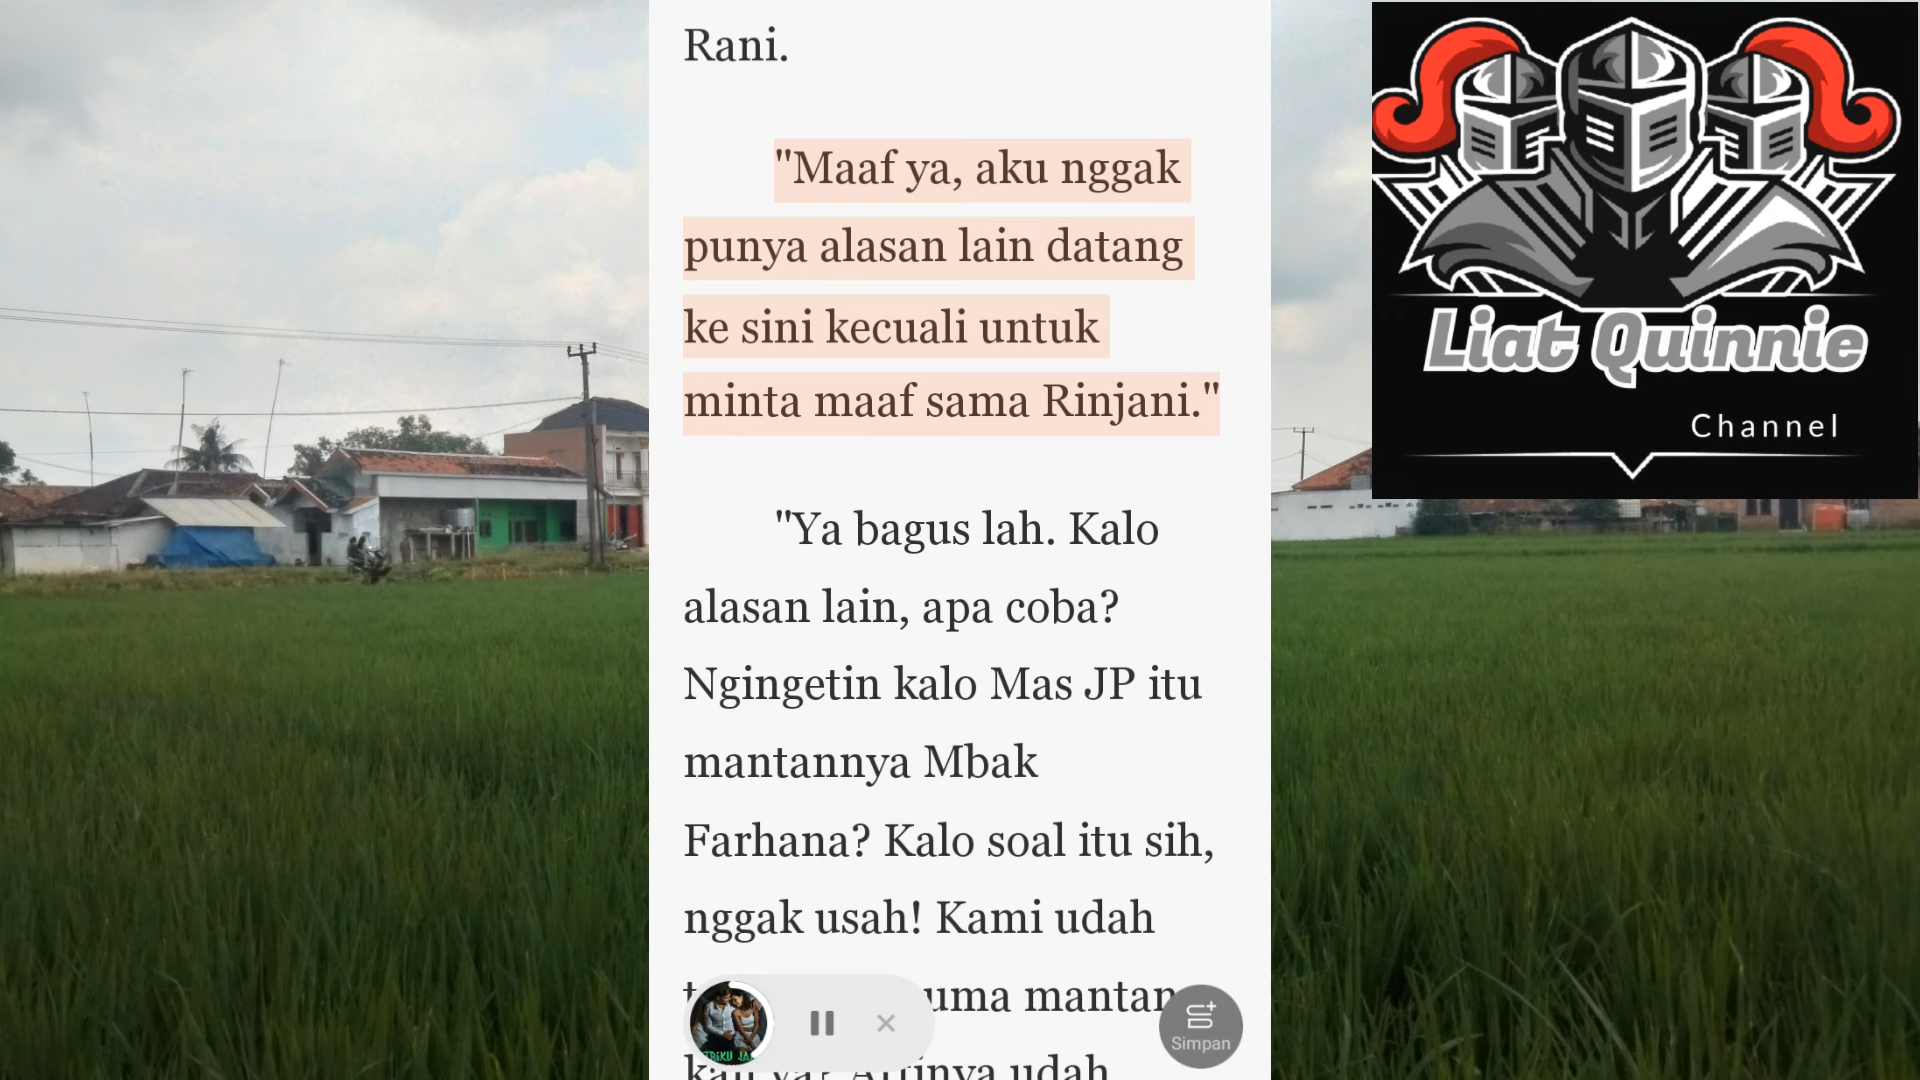 Rani.
"Maaf ya, aku nggak
punya alasan lain datang
ke sini kecuali untuk
minta maaf sama Rinjani."
"Ya bagus lah. Kalo
alasan lain, apa coba?
Ngingetin kalo Mas JP itu
mantannya Mbak
Farhana? Kalo soal itu sih,
nggak usah! Kami udah
mantan
udah
Simpan
Liat Quinnie
Channel